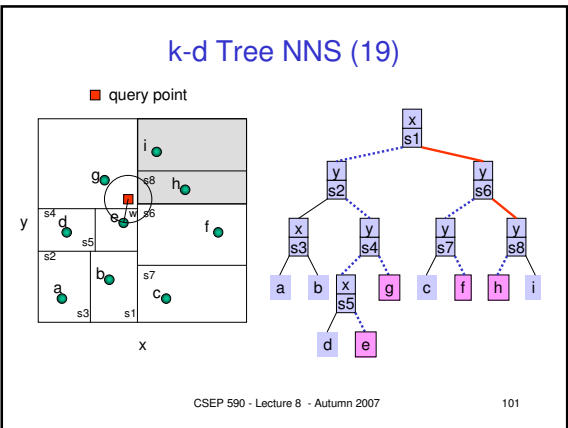 k-d Tree NNS (19)
query point
x
s1
i
g
s8
h
y
s2
y
s6
e
w
s6
y
s4
d
f
s5
x
s3
y
s4
y
s7
y
s8
s2
a
b
s7
c
s3
s1
a
b
x
s5
g
c
f
h
i
x
d
e
CSEP 590 - Lecture 8 - Autumn 2007
101